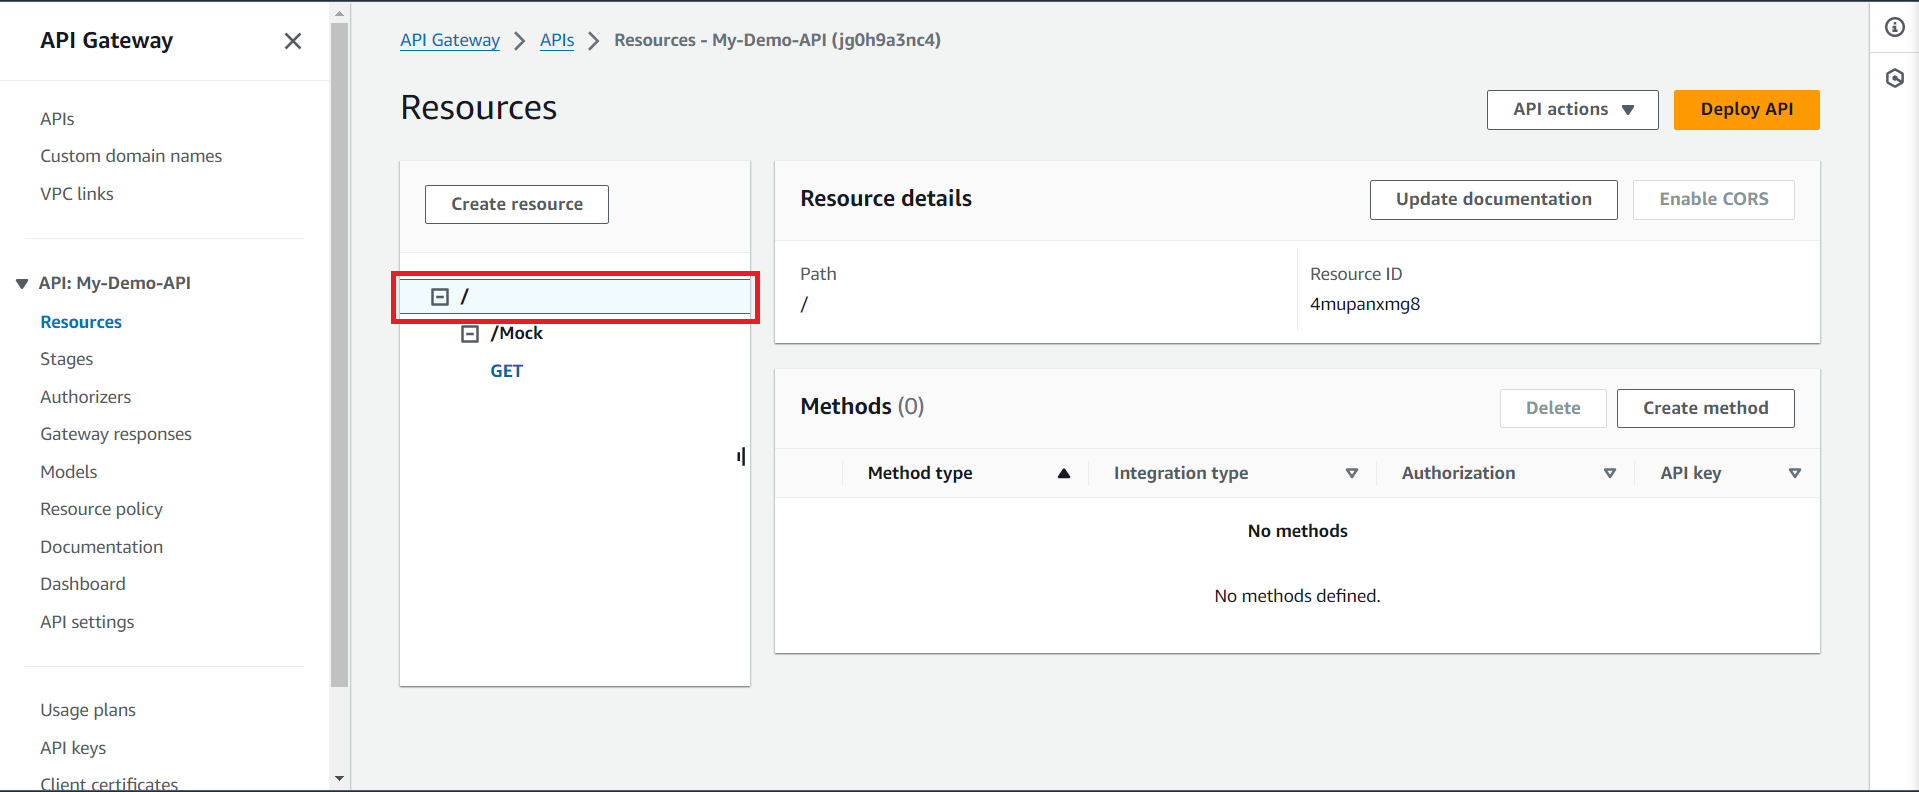 API Gateway
APIs
Custom domain names
VPC links
API: My-Demo-API
Resources
Stages
Authorizers
Gateway responses
Models
Resource policy
Documentation
Dashboard
API settings
Usage plans
API keys
Client certificates
API Gateway > APIs > Resources - My-Demo-API (jg0h9a3nc4)
Resources
API actions
Deploy API
Create resource
/
/Mock
GET
Resource details
Update documentation
Enable CORS
Path
/
Resource ID
4mupanxmg8
Methods (0)
Delete
Create method
Method type Integration type Authorization API key
No methods
No methods defined.